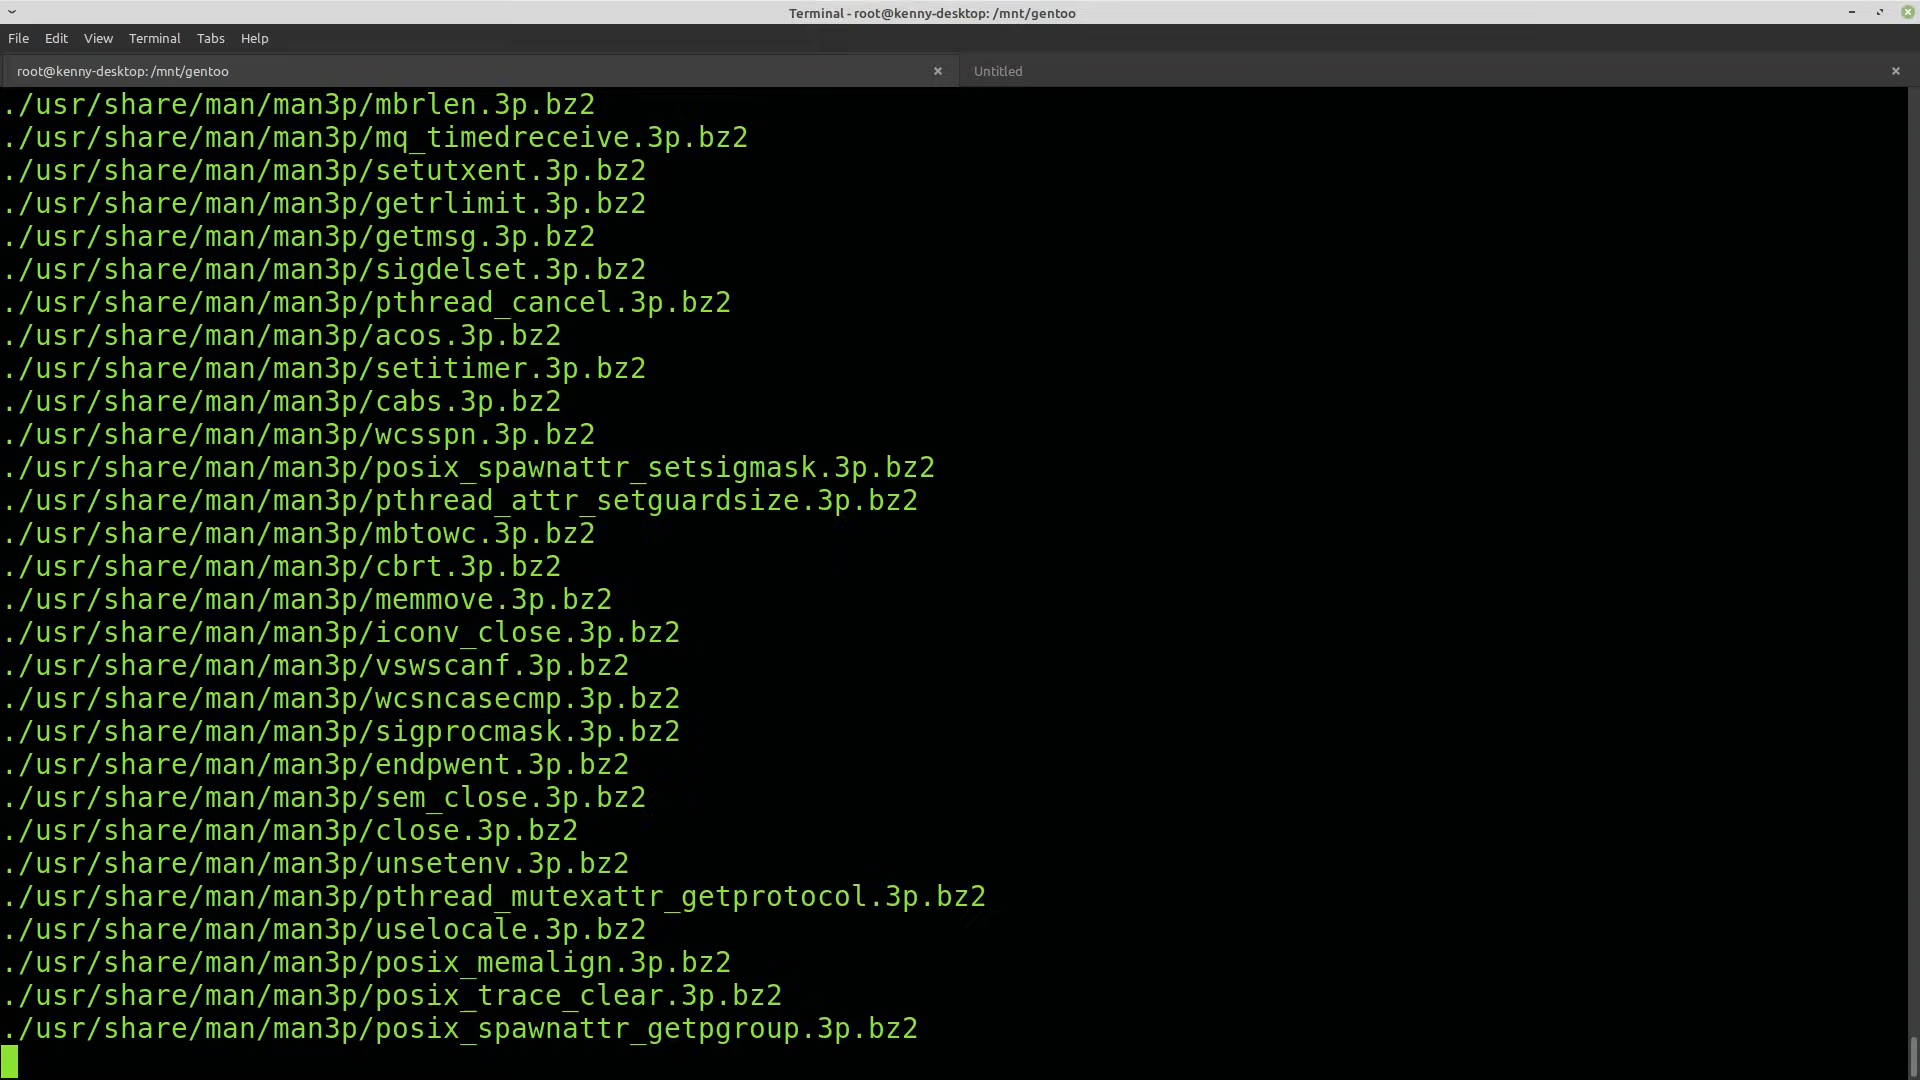 Terminal - root@kenny-desktop: /mnt/gentoo
File Edit View Terminal Tabs Help
root@kenny-desktop: /mnt/gentoo
Untitled
./usr/share/man/man3p/mbrlen.3p.bz2
./usr/share/man/man3p/mq_timedreceive.3p.bz2
./usr/share/man/man3p/setutxent.3p.bz2
./usr/share/man/man3p/getrlimit.3p.bz2
./usr/share/man/man3p/getmsg.3p.bz2
./usr/share/man/man3p/sigdelset.3p.bz2
./usr/share/man/man3p/pthread_cancel.3p.bz2
./usr/share/man/man3p/acos.3p.bz2
./usr/share/man/man3p/setitimer.3p.bz2
./usr/share/man/man3p/cabs.3p.bz2
./usr/share/man/man3p/wcsspn.3p.bz2
./usr/share/man/man3p/posix_spawnattr_setsigmask.3p.bz2
./usr/share/man/man3p/pthread_attr_setguardsize.3p.bz2
./usr/share/man/man3p/mbtowc.3p.bz2
./usr/share/man/man3p/cbrt.3p.bz2
./usr/share/man/man3p/memmove.3p.bz2
./usr/share/man/man3p/iconv_close.3p.bz2
./usr/share/man/man3p/vswscanf.3p.bz2
./usr/share/man/man3p/wcsncasecmp.3p.bz2
./usr/share/man/man3p/sigprocmask.3p.bz2
./usr/share/man/man3p/endpwent.3p.bz2
./usr/share/man/man3p/sem_close.3p.bz2
./usr/share/man/man3p/close.3p.bz2
./usr/share/man/man3p/unsetenv.3p.bz2
./usr/share/man/man3p/pthread_mutexattr_getprotocol.3p.bz2
./usr/share/man/man3p/uselocale.3p.bz2
./usr/share/man/man3p/posix_memalign.3p.bz2
./usr/share/man/man3p/posix_trace_clear.3p.bz2
./usr/share/man/man3p/posix_spawnattr_getpgroup.3p.bz2